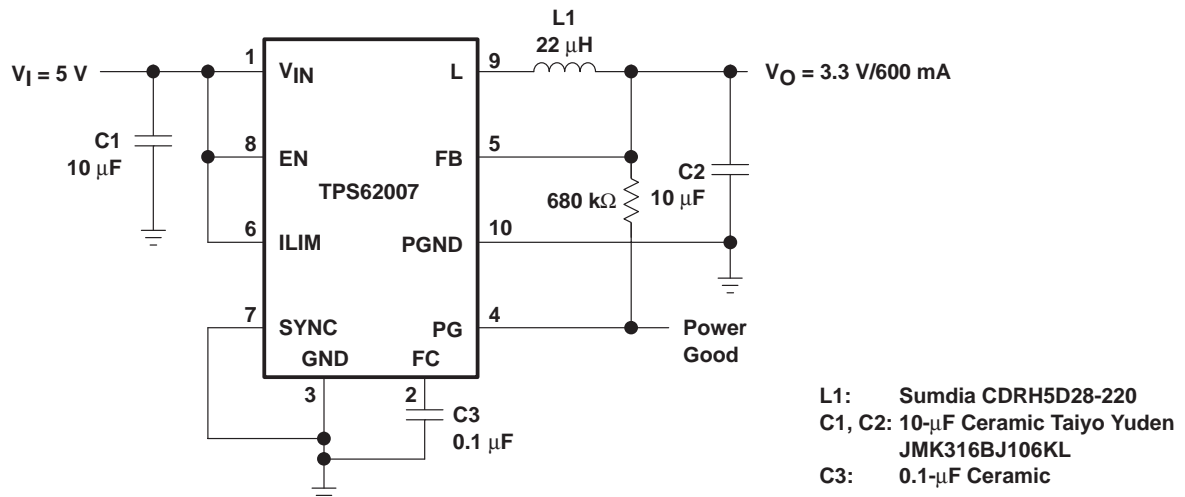 L1
22 μH
V_I = 5 V
1
V_IN
L
9
V_O = 3.3 V/600 mA
C1
10 μF
8
EN
FB
5
C2
10 μF
TPS62007
680 kΩ
6
ILIM
PGND
10
7
SYNC
PG
4
Power
Good
GND
FC
3
2
C3
0.1 μF
L1: Sumdia CDRH5D28-220
C1, C2: 10-μF Ceramic Taiyo Yuden
JMK316BJ106KL
C3: 0.1-μF Ceramic